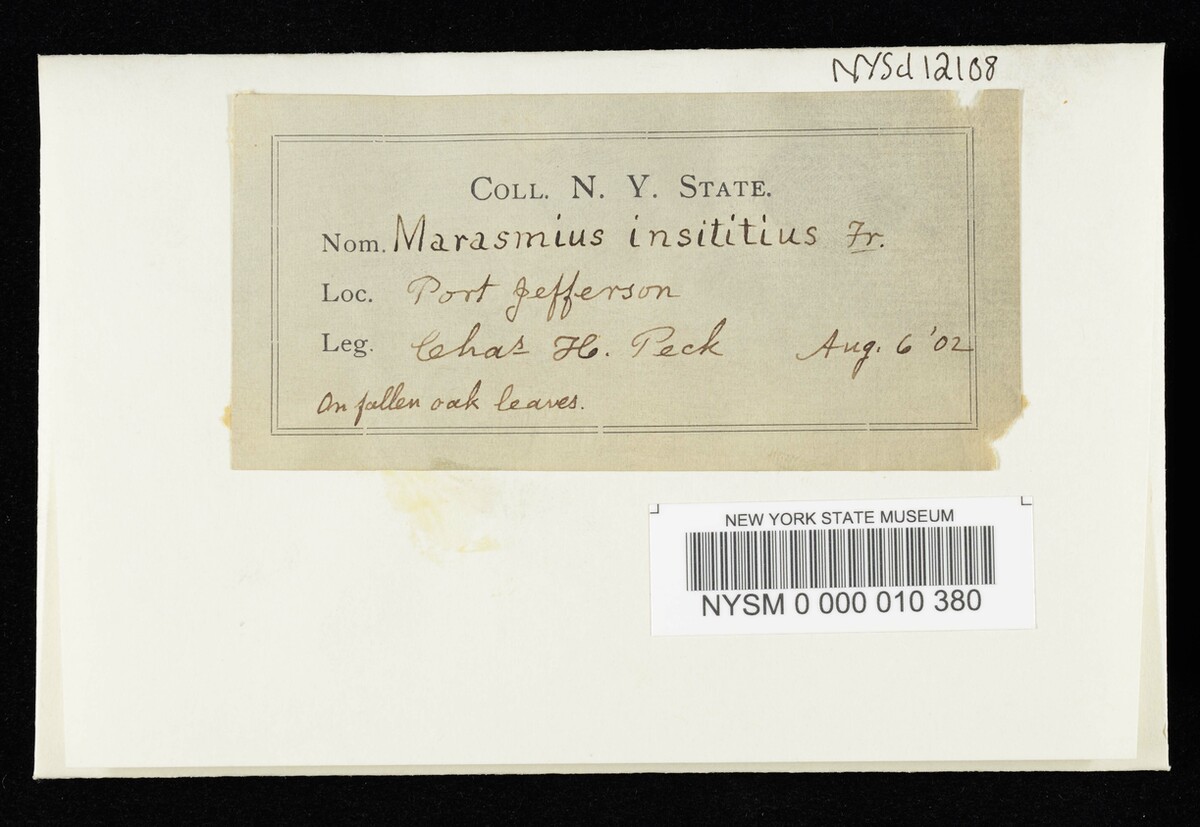 NYSd12108
COLL. N. Y. STATE.
Nom. Marasmius insititius Fr.
Loc. Port Jefferson
Leg. Chas H. Peck Aug. 6 '02
On fallen oak leaves.
NEW YORK STATE MUSEUM
NYSM 0 000 010 380